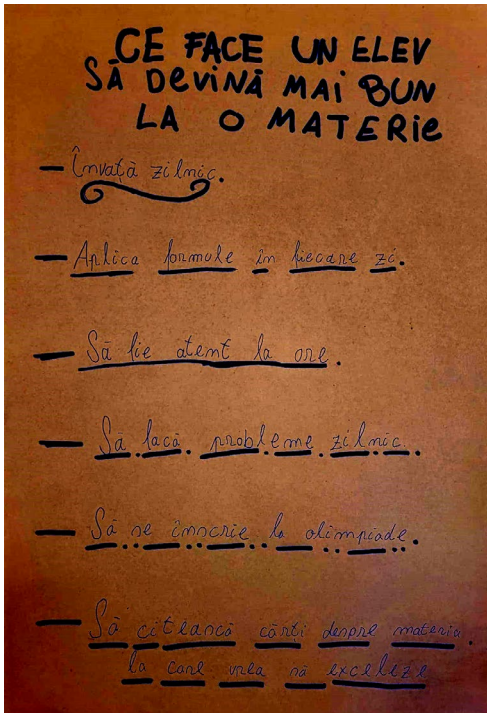 CE FACE UN ELEV
SĂ DEVINĂ MAI BUN
LA O MATERIE
– Învață zilnic.
– Aplica formule în fiecare zi.
– Să fie atent la ore.
– Să facă probleme zilnic.
– Să se înscrie la olimpiade.
– Să citească cărti despre materia
la care vrea să exceleze